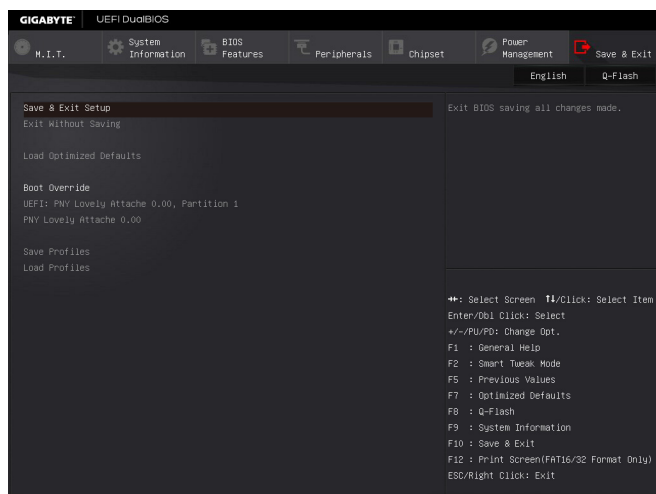 GIGABYTE™ UEFI DualBIOS
M.I.T.
System Information
BIOS Features
Peripherals
Chipset
Power Management
Save & Exit
English
Q-Flash
Save & Exit Setup
Exit Without Saving
Load Optimized Defaults
Boot Override
UEFI: PNY Lovely Attache 0.00, Partition 1
PNY Lovely Attache 0.00
Save Profiles
Load Profiles
Exit BIOS saving all changes made.
→←: Select Screen ↑↓/Click: Select Item
Enter/Dbl Click: Select
+/-/PU/PD: Change Opt.
F1 : General Help
F2 : Smart Tweak Mode
F5 : Previous Values
F7 : Optimized Defaults
F8 : Q-Flash
F9 : System Information
F10 : Save & Exit
F12 : Print Screen(FAT16/32 Format Only)
ESC/Right Click: Exit